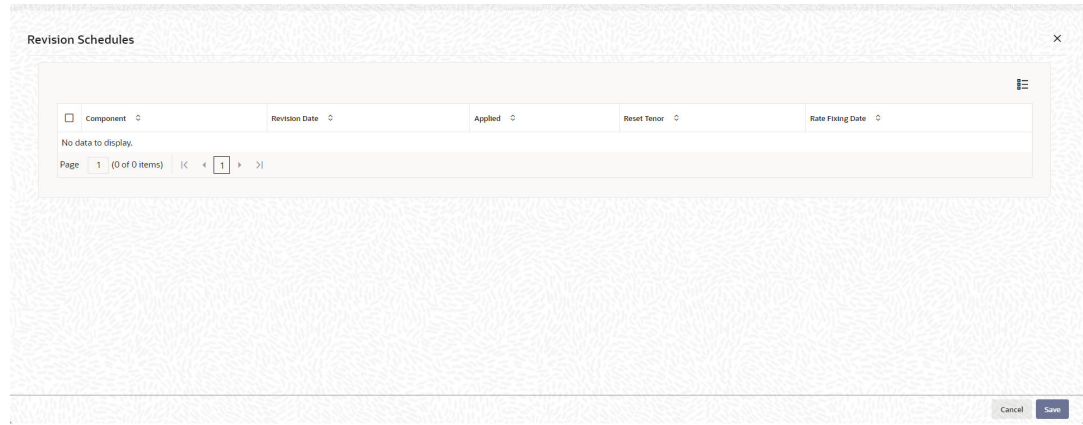 Revision Schedules
Component Revision Date Applied Reset Tenor Rate Fixing Date
No data to display.
Page 1 (0 of 0 items) 1
Cancel Save